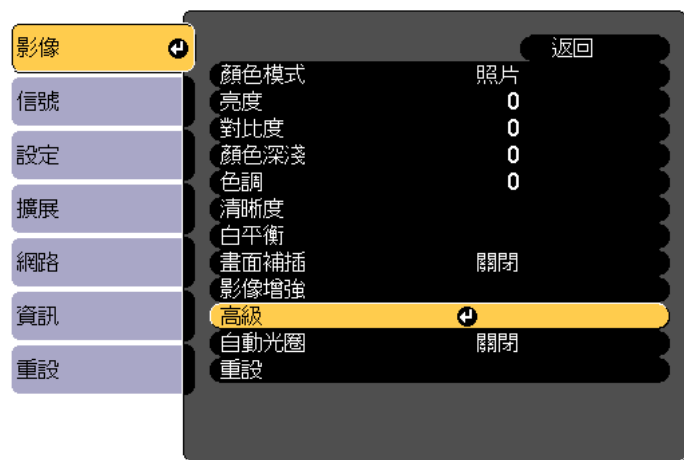 影像
信號
設定
擴展
網路
資訊
重設
返回
顏色模式 照片
亮度 0
對比度 0
顏色深淺 0
色調 0
清晰度
白平衡
畫面補插 關閉
影像增強
高級
自動光圈 關閉
重設